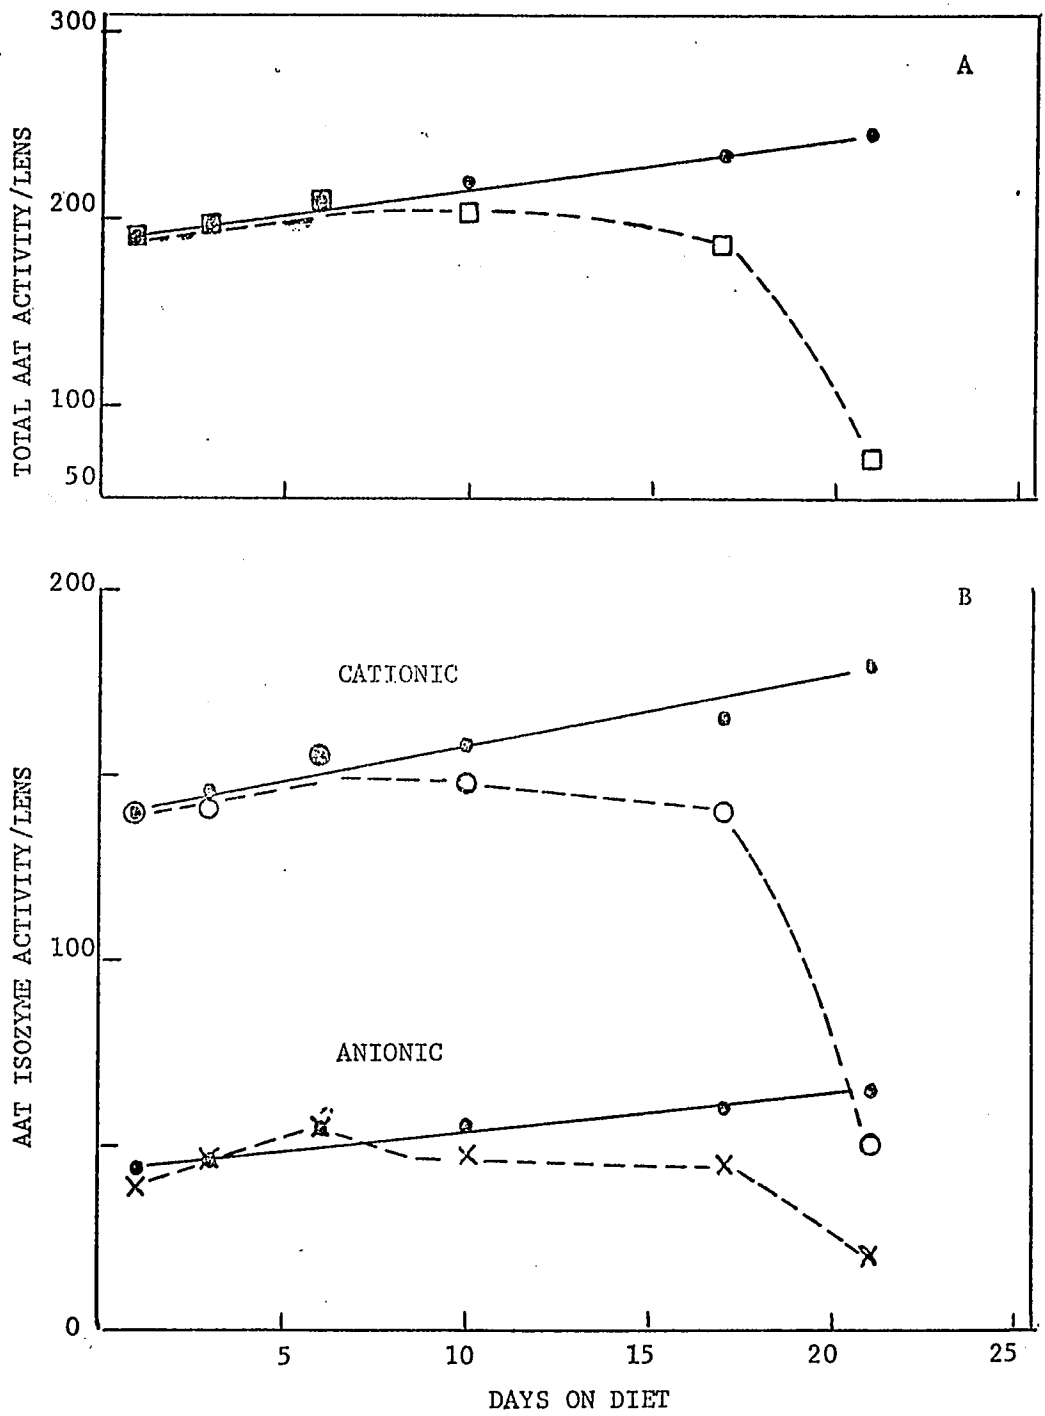 300
200
100
50
TOTAL AAT ACTIVITY/LENS
A
200
100
0
AAT ISOZYME ACTIVITY/LENS
B
CATIONIC
ANIONIC
5 10 15 20 25
DAYS ON DIET